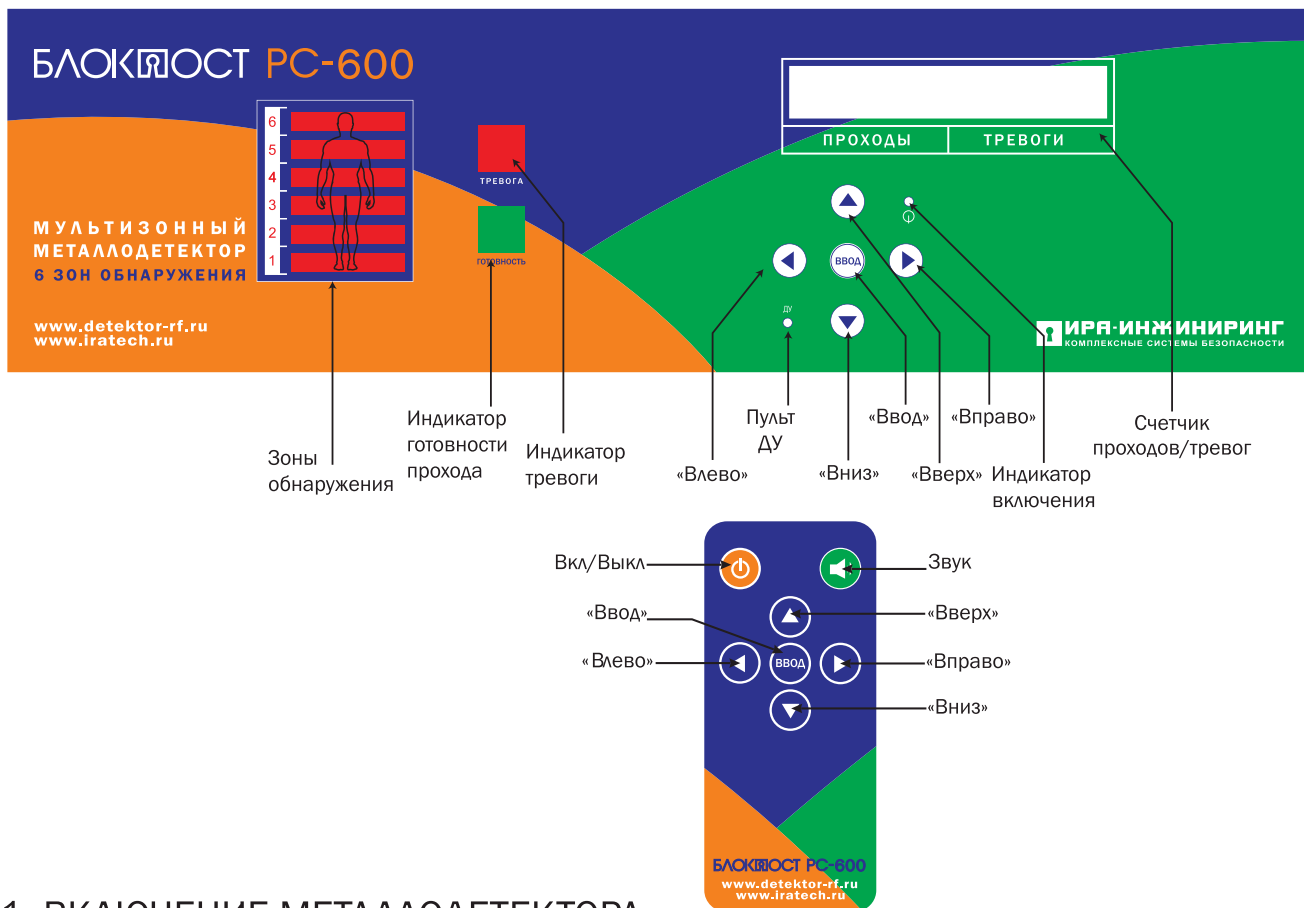 БЛОКПОСТ РС-600
6
5
4
3
2
1
ТРЕВОГА
ГОТОВНОСТЬ
МУЛЬТИЗОННЫЙ
МЕТАЛЛОДЕТЕКТОР
6 ЗОН ОБНАРУЖЕНИЯ
www.detektor-rf.ru
www.iratech.ru
ПРОХОДЫ ТРЕВОГИ
ВВОД
ДУ
ИРА-ИНЖИНИРИНГ
КОМПЛЕКСНЫЕ СИСТЕМЫ БЕЗОПАСНОСТИ
Зоны
обнаружения
Индикатор
готовности
прохода
Индикатор
тревоги
«Влево»
Пульт
ДУ
«Вниз»
«Ввод»
«Вверх»
«Вправо»
Индикатор
включения
Счетчик
проходов/тревог
Вкл/Выкл
Звук
«Ввод»
«Вверх»
«Влево»
ВВОД
«Вправо»
«Вниз»
БЛОКПОСТ РС-600
www.detektor-rf.ru
www.iratech.ru
1. ВКЛЮЧЕНИЕ МЕТАЛЛОДЕТЕКТОРА